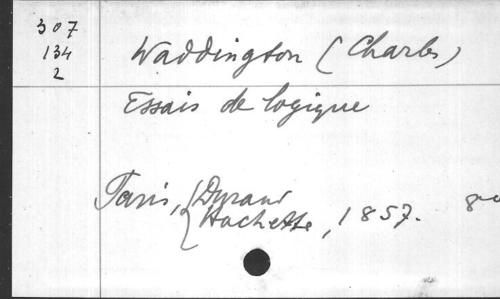 307
134
2
Waddington (Charles)
Essais de logique
Paris, { Durand
Hachette, 1857. 8º